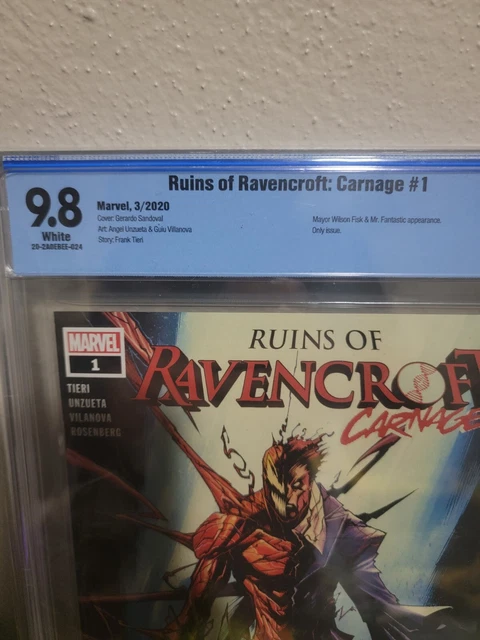 Ruins of Ravencroft: Carnage #1
9.8
White
Marvel, 3/2020
Cover: Gerardo Sandoval
Art: Angel Unzueta & Guiu Villanova
Story: Frank Tieri
Mayor Wilson Fisk & Mr. Fantastic appearance.
Only issue.
MARVEL
1
TIERI
UNZUETA
VILANOVA
ROSENBERG
RUINS OF
RAVENCROFT
CARNAGE